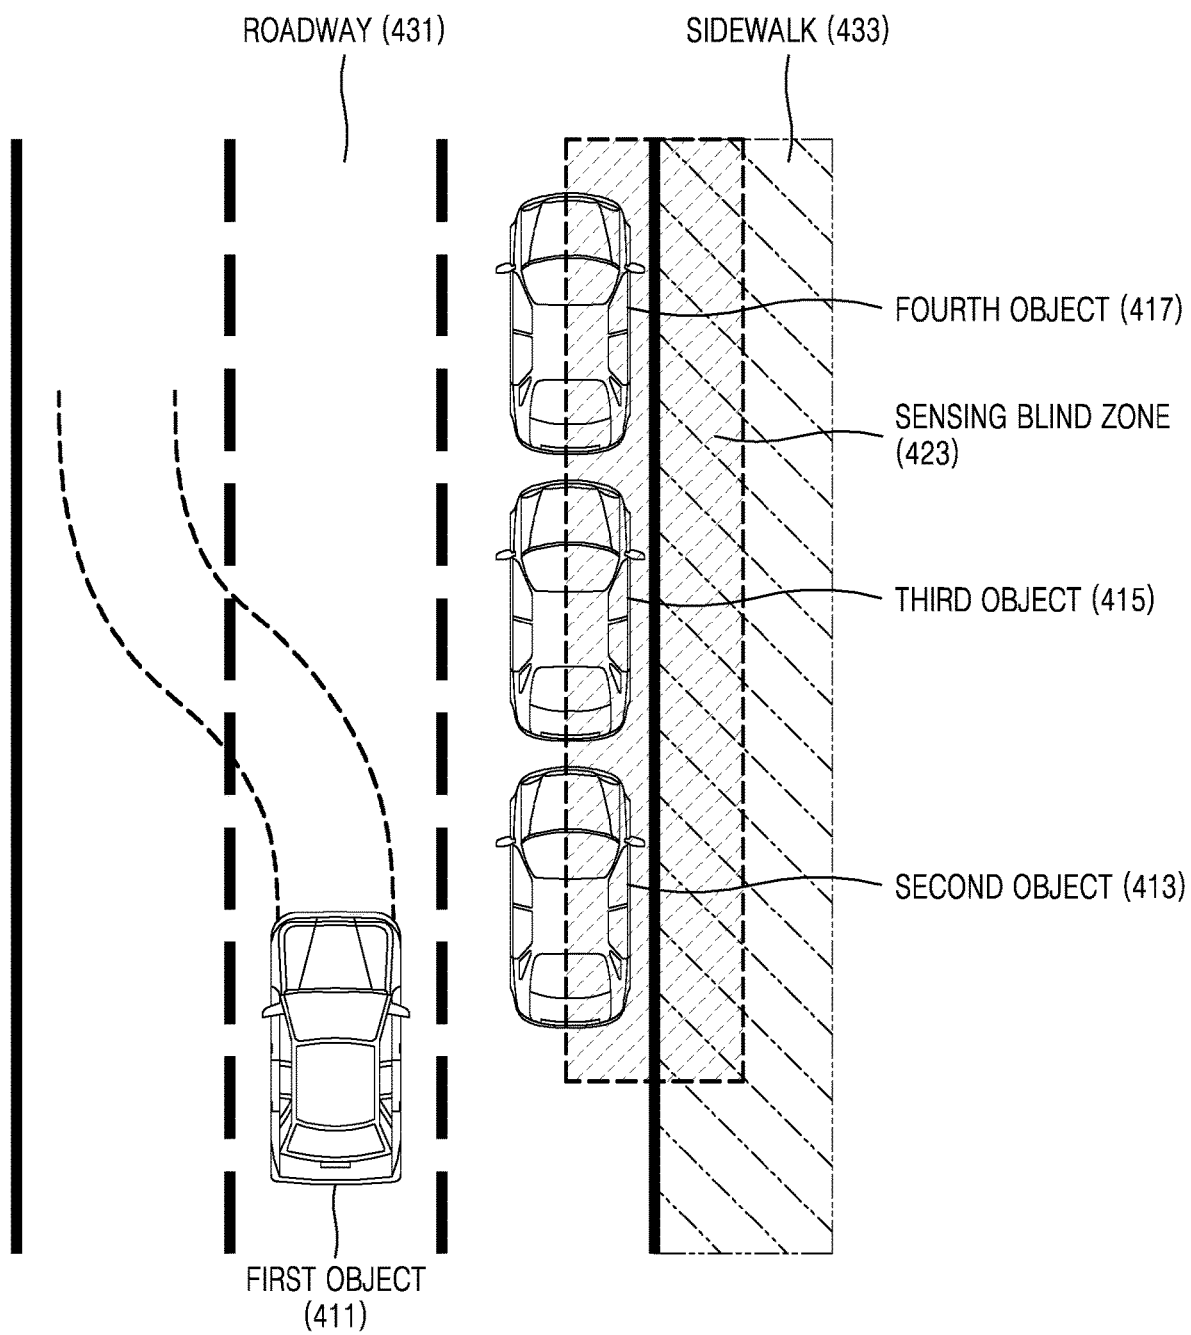 ROADWAY (431)
SIDEWALK (433)
FOURTH OBJECT (417)
SENSING BLIND ZONE
(423)
THIRD OBJECT (415)
SECOND OBJECT (413)
FIRST OBJECT
(411)